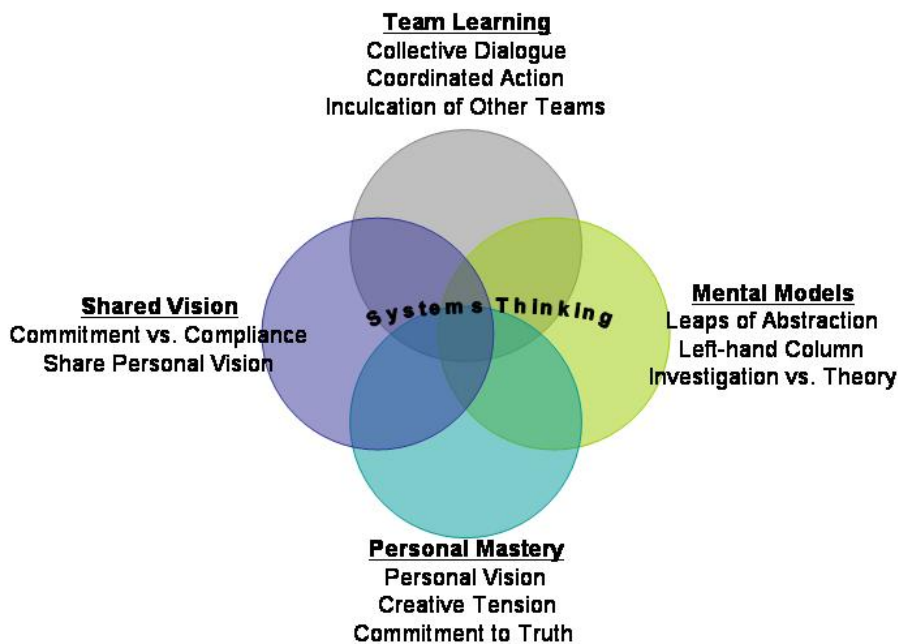 Team Learning
Collective Dialogue
Coordinated Action
Inculcation of Other Teams
Shared Vision
Commitment vs. Compliance
Share Personal Vision
Systems Thinking
Mental Models
Leaps of Abstraction
Left-hand Column
Investigation vs. Theory
Personal Mastery
Personal Vision
Creative Tension
Commitment to Truth